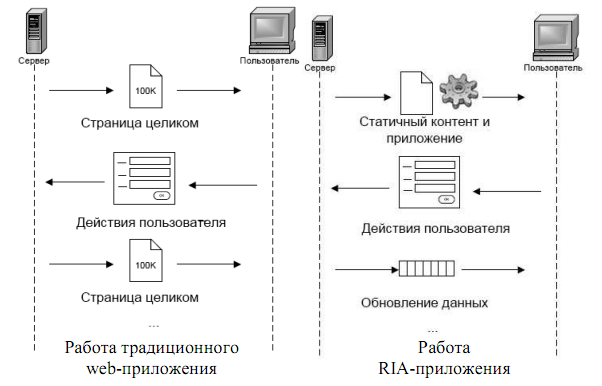 Сервер
Пользователь
100K
Страница целиком
OK
Действия пользователя
100K
Страница целиком
...
Работа традиционного
web-приложения
Сервер
Пользователь
Статичный контент и
приложение
OK
Действия пользователя
Обновление данных
...
Работа
RIA-приложения